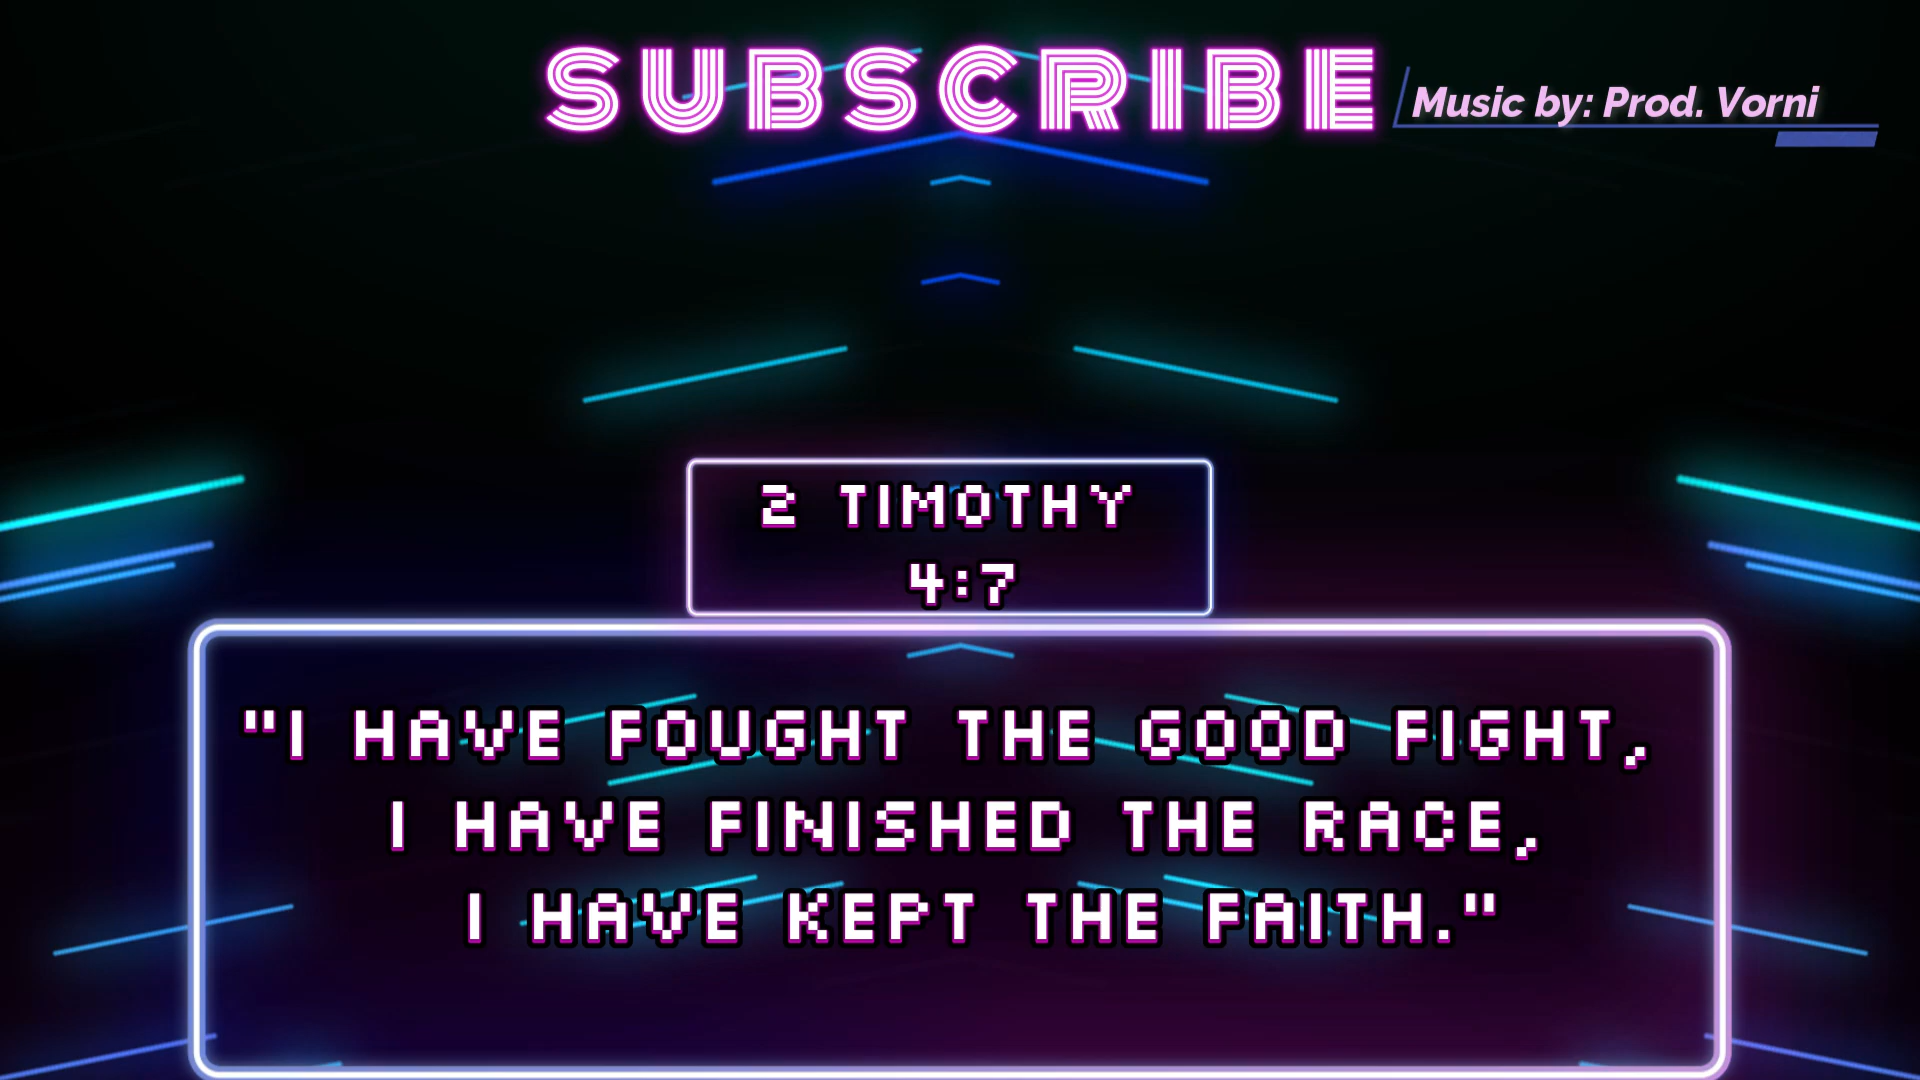 SUBSCRIBE
Music by: Prod. Vorni
2 TIMOTHY
4:7
"I HAVE FOUGHT THE GOOD FIGHT,
I HAVE FINISHED THE RACE,
I HAVE KEPT THE FAITH."